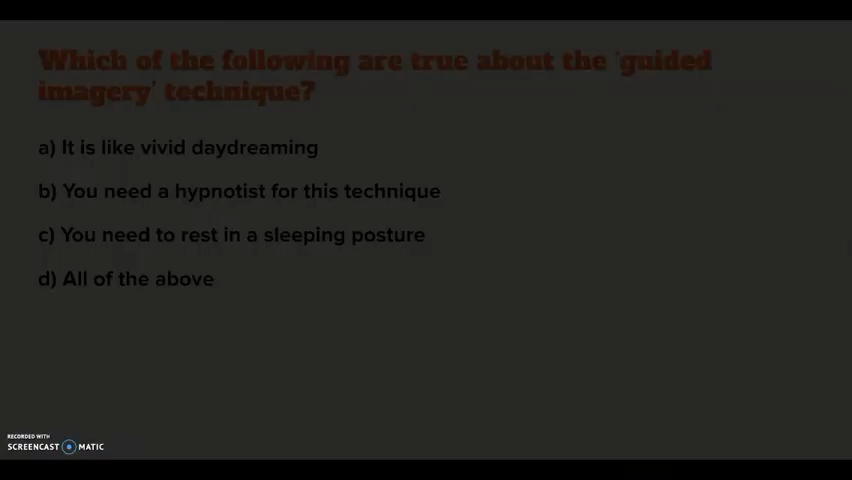 Which of the following are true about the 'guided
imagery' technique?
a) It is like vivid daydreaming
b) You need a hypnotist for this technique
c) You need to rest in a sleeping posture
d) All of the above
RECORDED WITH
SCREENCAST MATIC